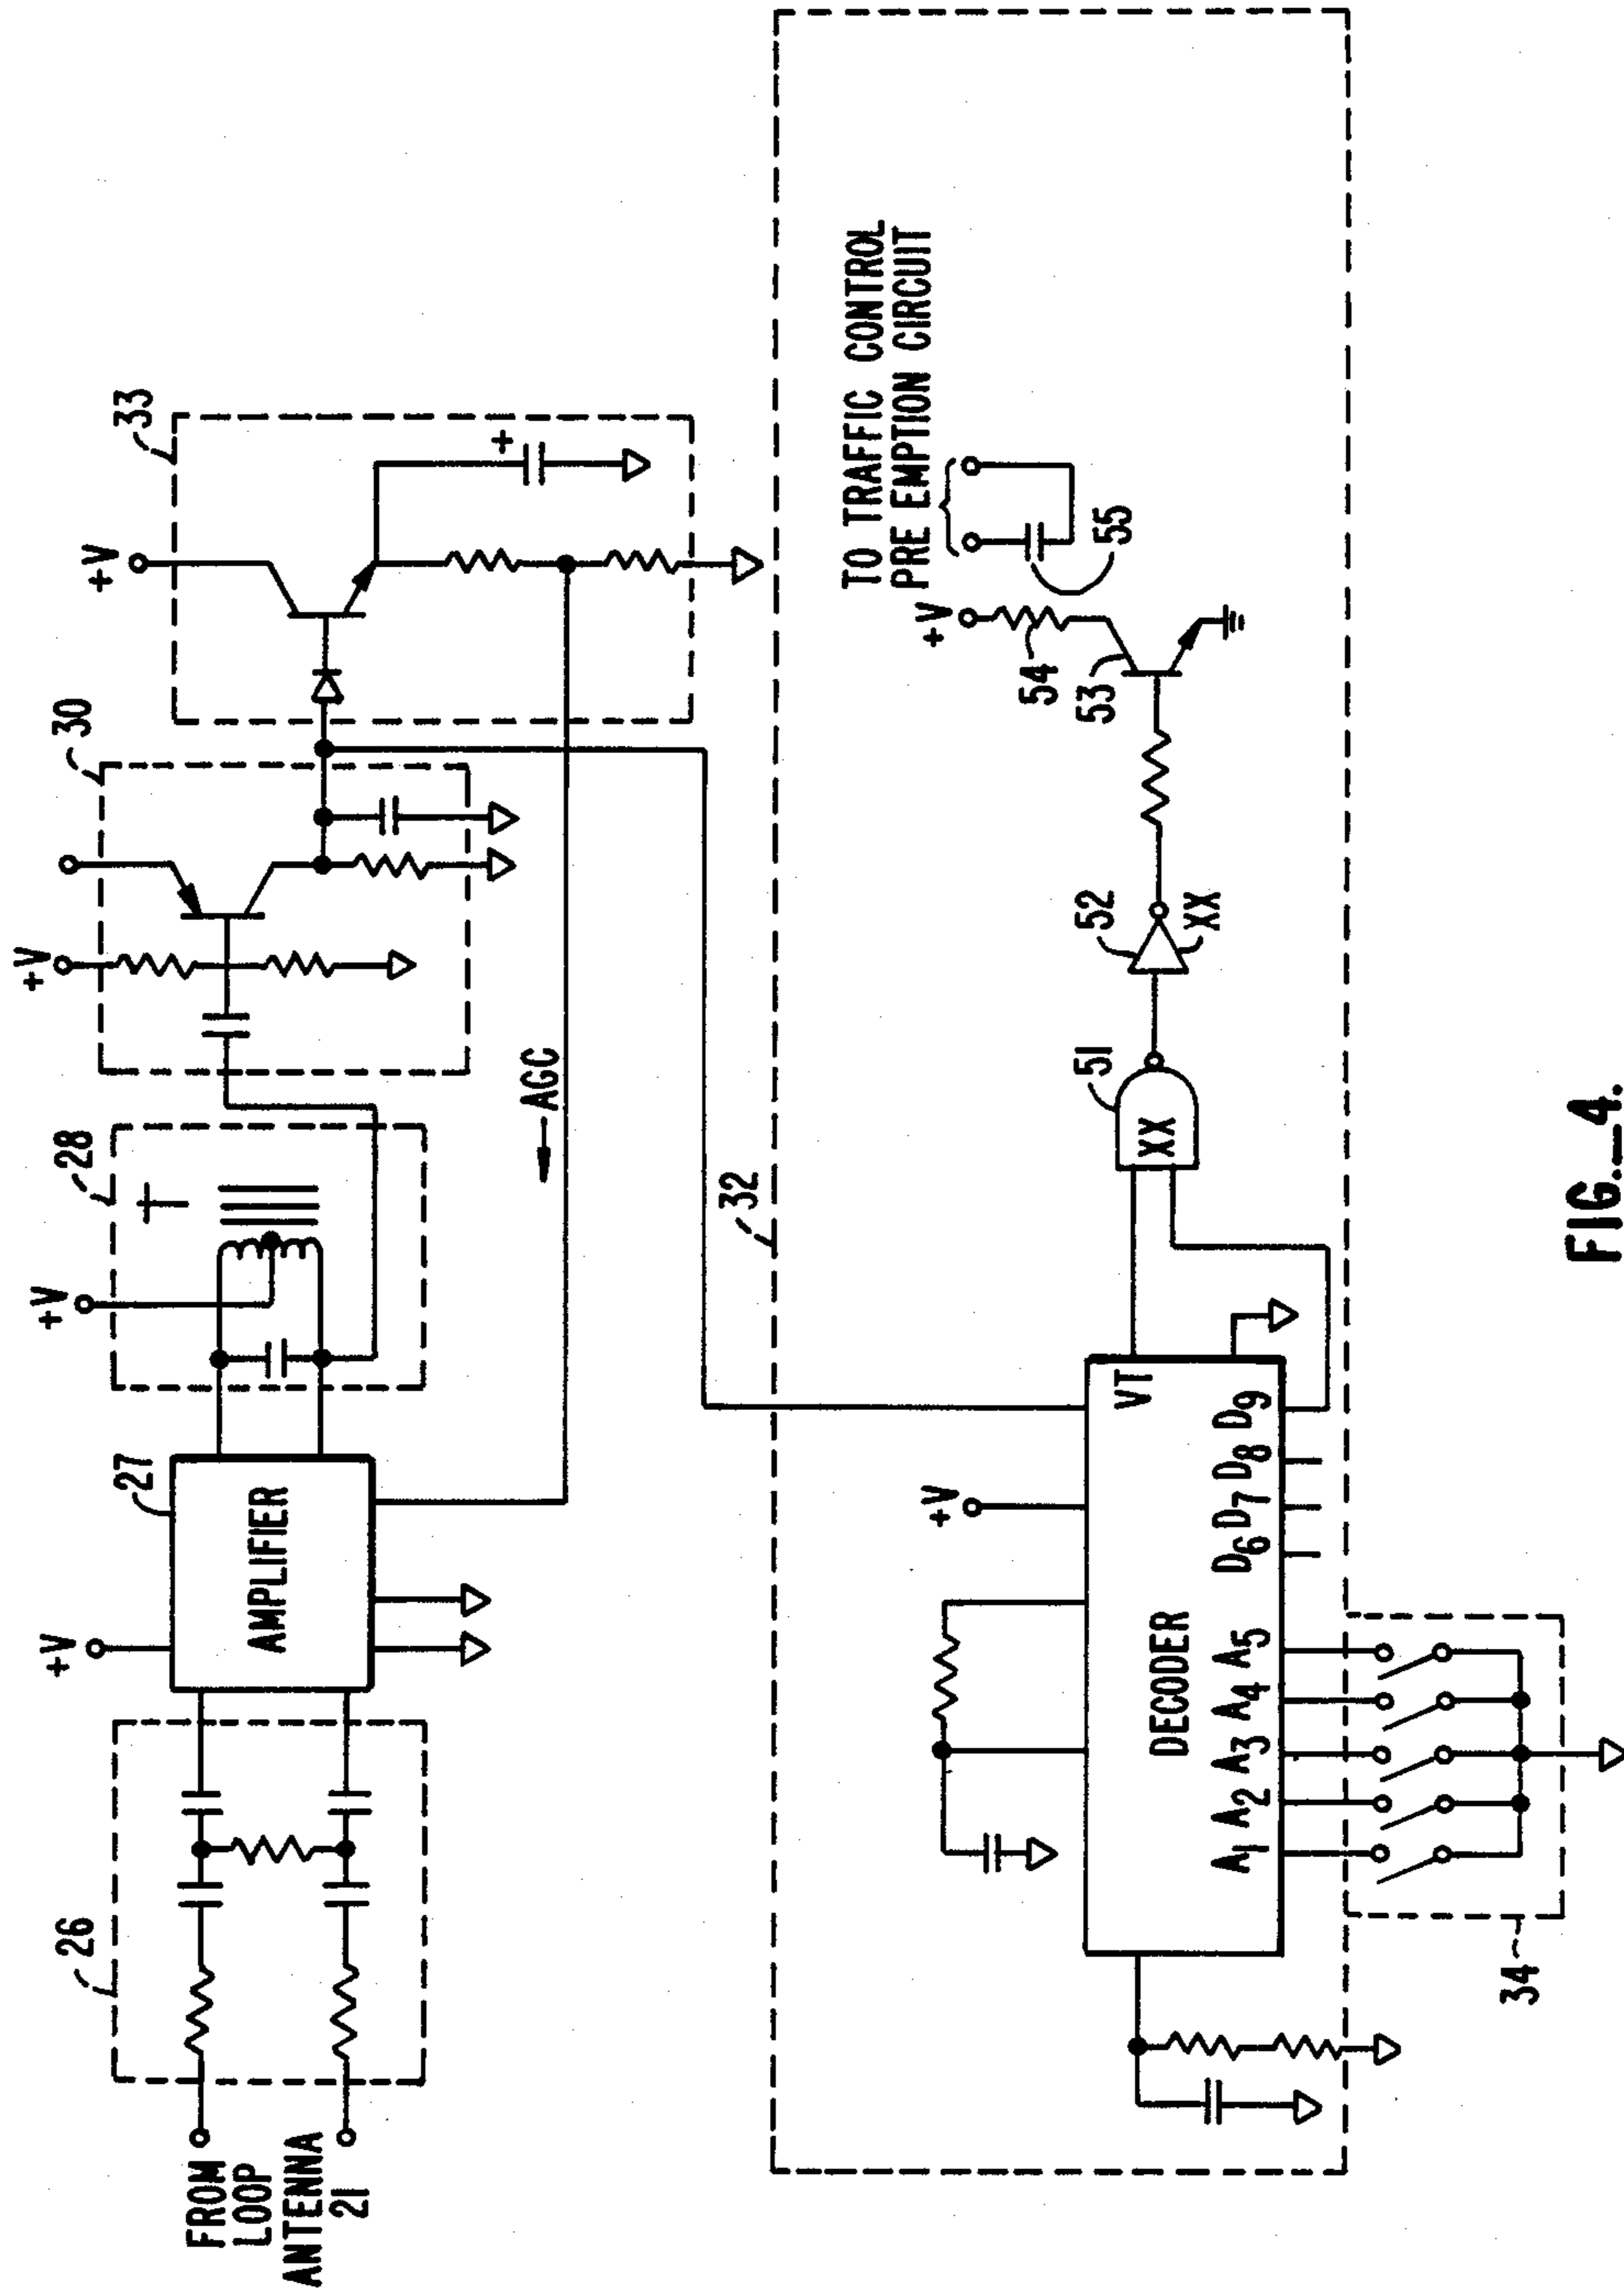 FROM
LOOP
ANTENNA
21
26
+V
AMPLIFIER
27
+V
28
T
+V
30
+V
33
+
AGC
32
+V
DECODER
VT
A1 A2 A3 A4 A5 D6 D7 D8 D9
34
51
XX
52
XX
53
54
+V
55
TO TRAFFIC CONTROL
PRE EMPTION CIRCUIT
FIG._4.